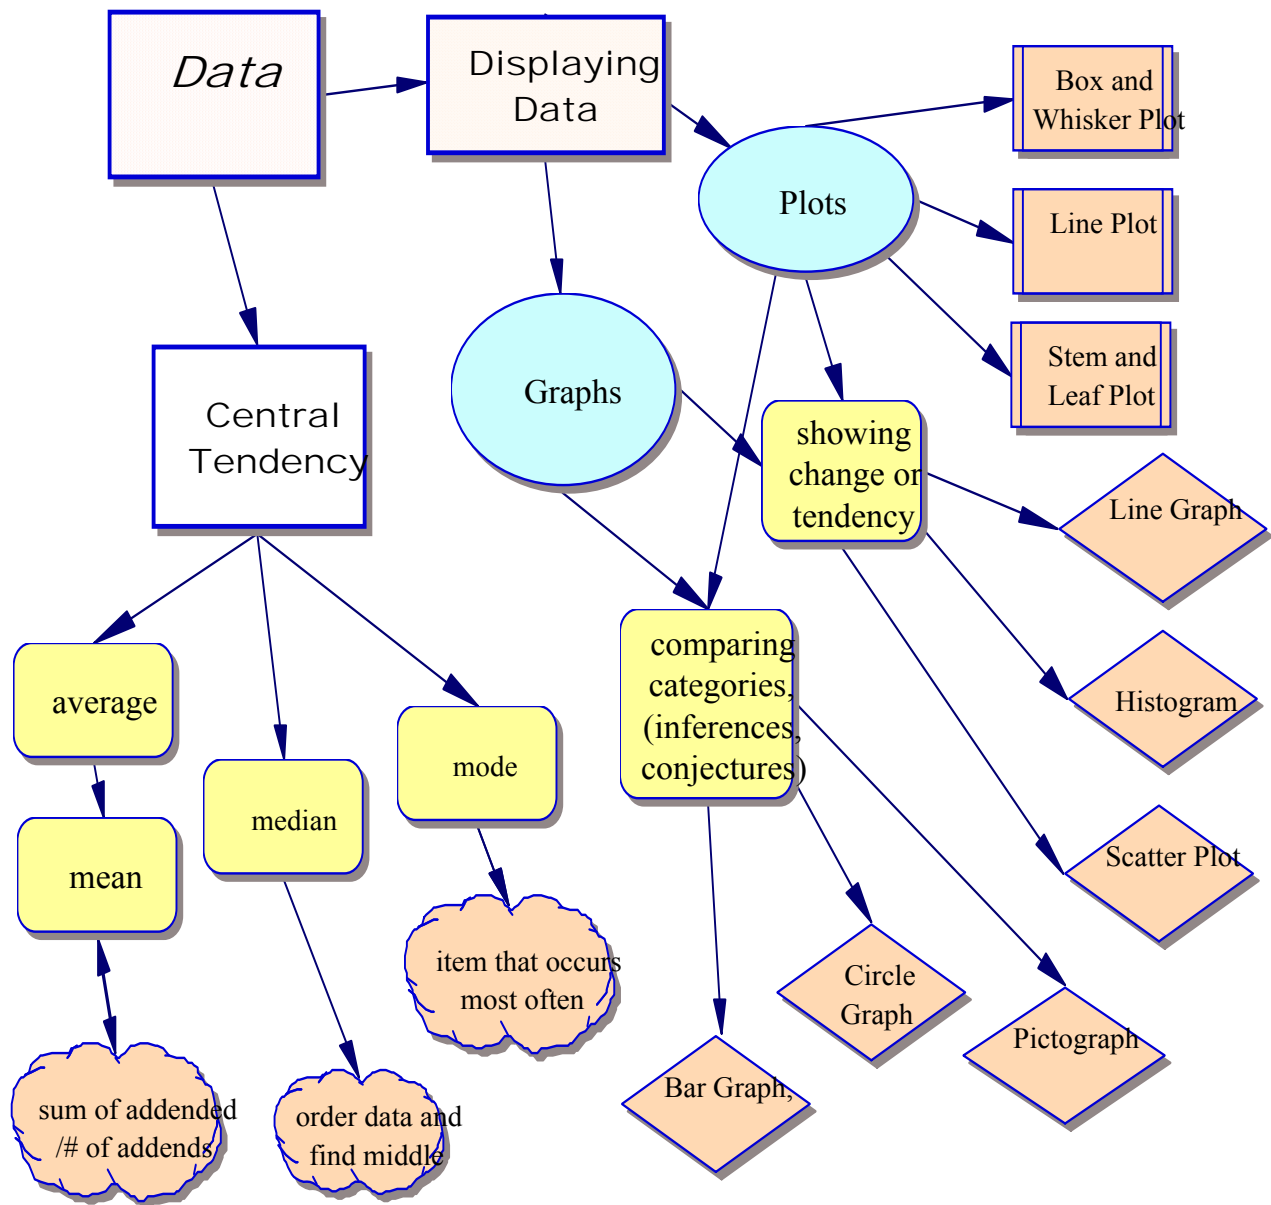 Data
Displaying
Data
Box and
Whisker Plot
Plots
Line Plot
Stem and
Leaf Plot
Graphs
Central
Tendency
showing
change or
tendency
Line Graph
comparing
categories,
(inferences,
conjectures)
Histogram
average
mode
median
mean
Scatter Plot
item that occurs
most often
Circle
Graph
Pictograph
Bar Graph,
sum of addended
/# of addends
order data and
find middle